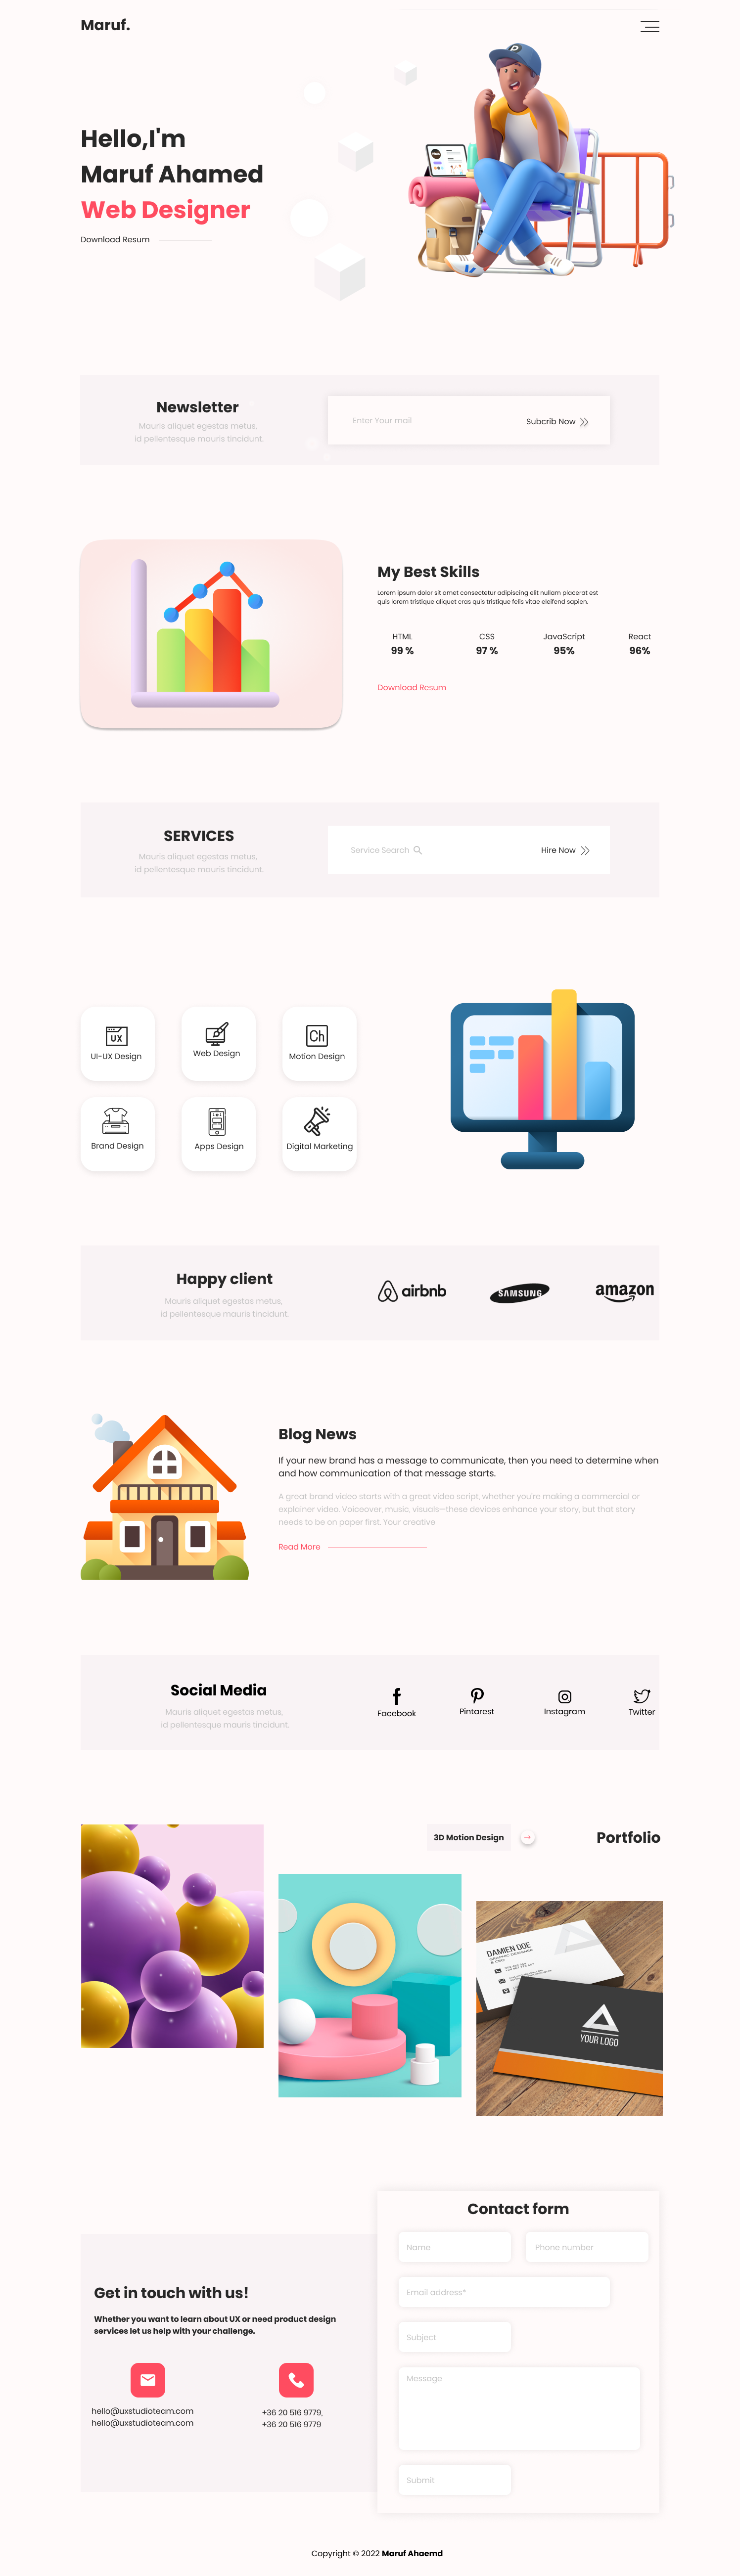 Maruf.
Hello,I'm
Maruf Ahamed
Web Designer
Download Resum
Newsletter
Mauris aliquet egestas metus,
id pellentesque mauris tincidunt.
Enter Your mail
Subcrib Now
My Best Skills
Lorem ipsum dolor sit amet consectetur adipiscing elit nullam placerat est
quis lorem tristique aliquet cras quis tristique felis vitae eleifend sapien.
HTML
99 %
CSS
97 %
JavaScript
95%
React
96%
Download Resum
SERVICES
Mauris aliquet egestas metus,
id pellentesque mauris tincidunt.
Service Search
Hire Now
UX
UI-UX Design
Web Design
Ch
Motion Design
Brand Design
Apps Design
Digital Marketing
Happy client
Mauris aliquet egestas metus,
id pellentesque mauris tincidunt.
airbnb
SAMSUNG
amazon
Blog News
If your new brand has a message to communicate, then you need to determine when
and how communication of that message starts.
A great brand video starts with a great video script, whether you're making a commercial or
explainer video. Voiceover, music, visuals—these devices enhance your story, but that story
needs to be on paper first. Your creative
Read More
Social Media
Mauris aliquet egestas metus,
id pellentesque mauris tincidunt.
Facebook
Pintarest
Instagram
Twitter
3D Motion Design
Portfolio
DAMIEN DOE
YOUR LOGO
Contact form
Name
Phone number
Email address*
Subject
Message
Submit
Get in touch with us!
Whether you want to learn about UX or need product design
services let us help with your challenge.
hello@uxstudioteam.com
hello@uxstudioteam.com
+36 20 516 9779,
+36 20 516 9779
Copyright © 2022 Maruf Ahaemd